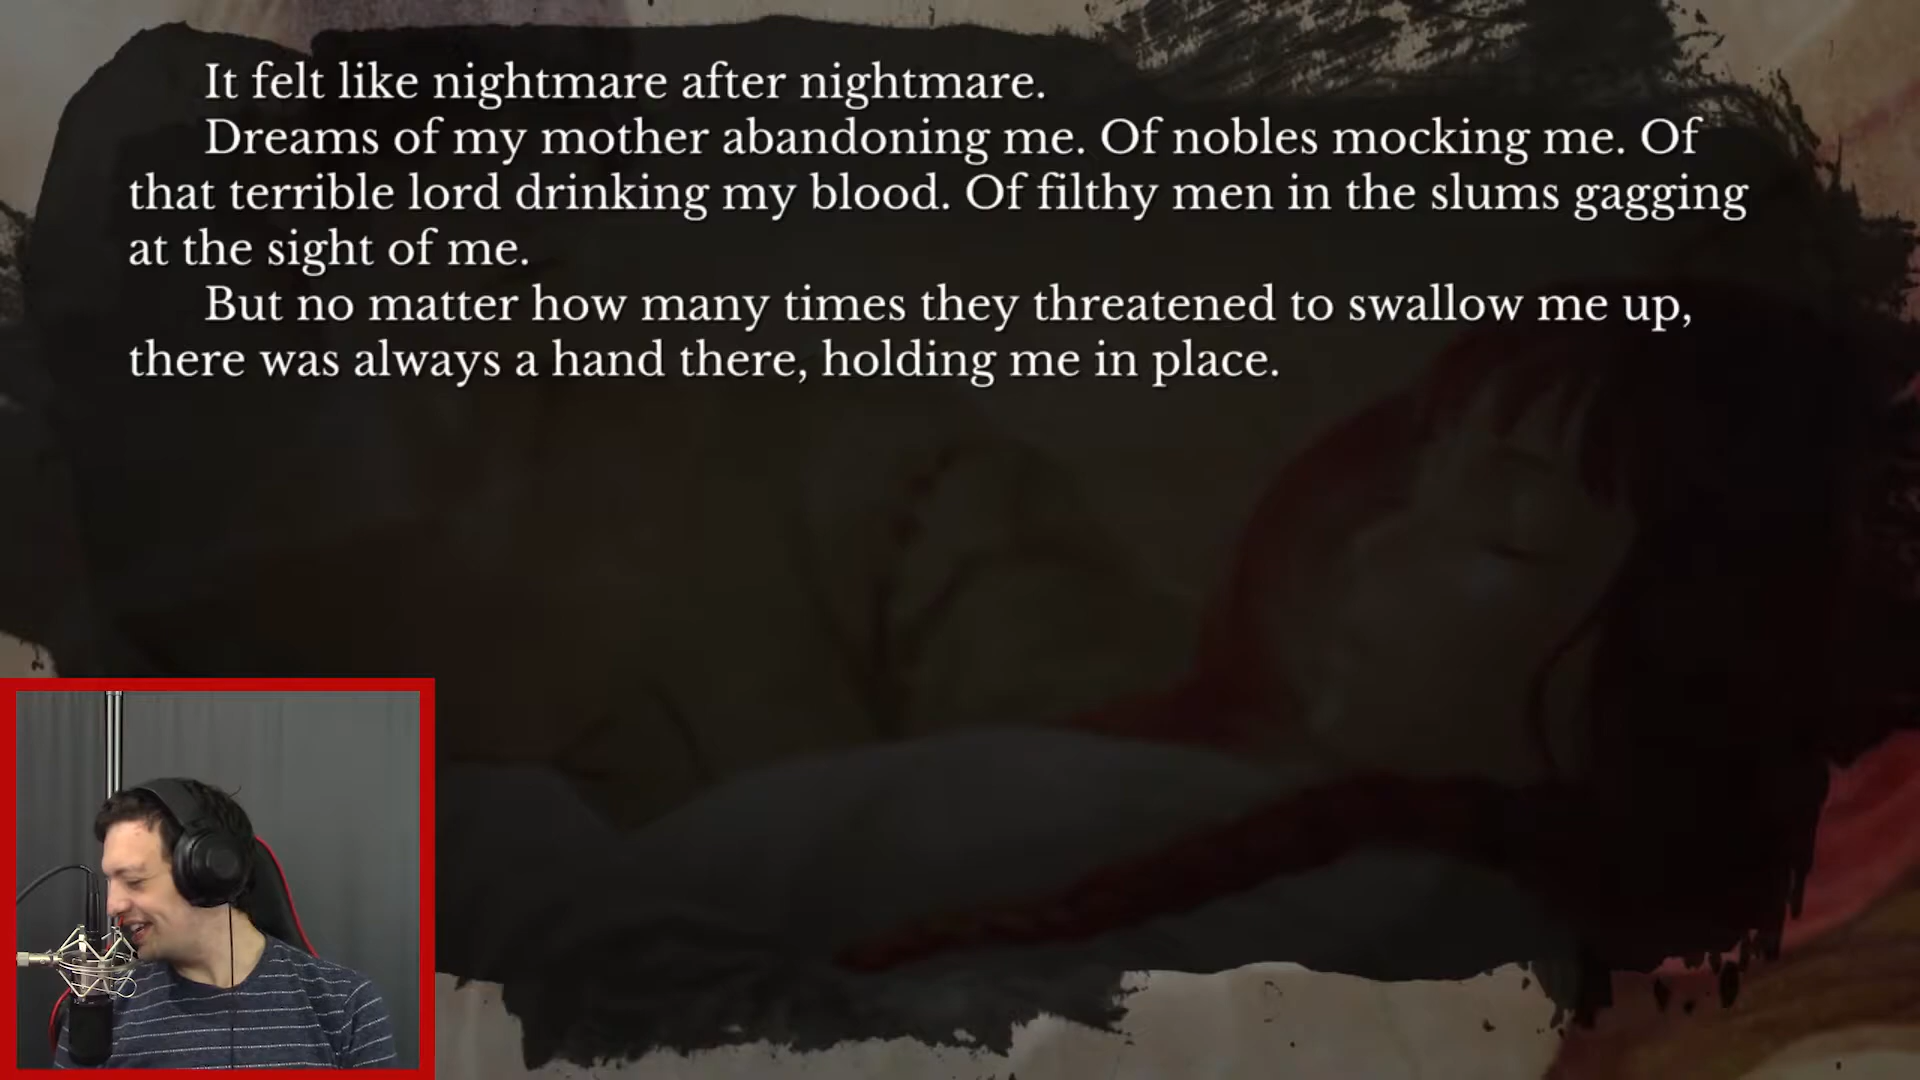 It felt like nightmare after nightmare.
Dreams of my mother abandoning me. Of nobles mocking me. Of
that terrible lord drinking my blood. Of filthy men in the slums gagging
at the sight of me.
But no matter how many times they threatened to swallow me up,
there was always a hand there, holding me in place.